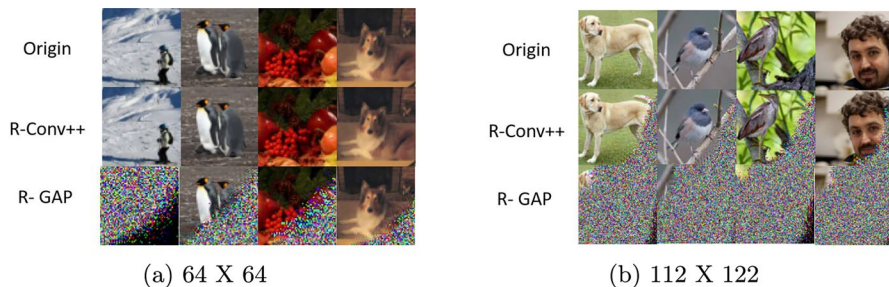 Origin
R-Conv++
R- GAP
(a) 64 X 64
Origin
R-Conv++
R- GAP
(b) 112 X 122